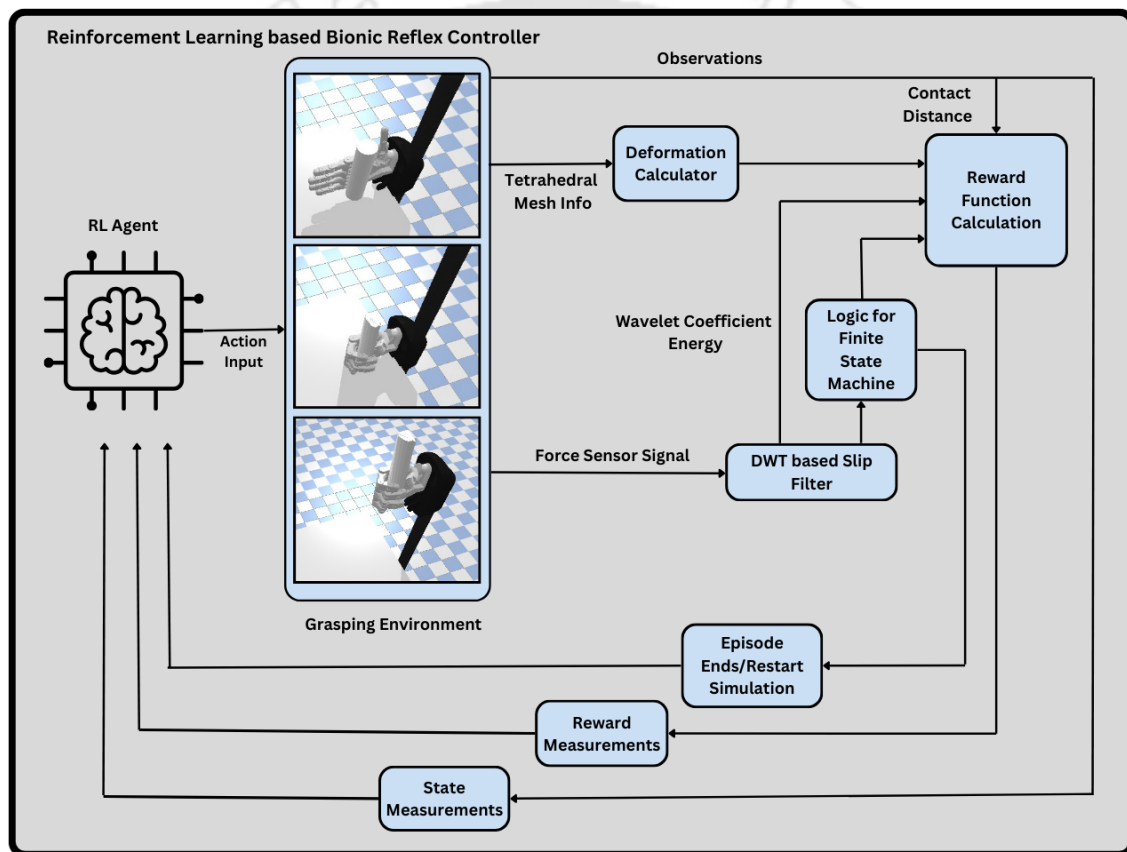 Reinforcement Learning based Bionic Reflex Controller
Observations
Contact
Distance
Deformation
Calculator
Tetrahedral
Mesh Info
Reward
Function
Calculation
RL Agent
Action
Input
Wavelet Coefficient
Energy
Logic for
Finite
State
Machine
Force Sensor Signal
DWT based Slip
Filter
Grasping Environment
Episode
Ends/Restart
Simulation
Reward
Measurements
State
Measurements